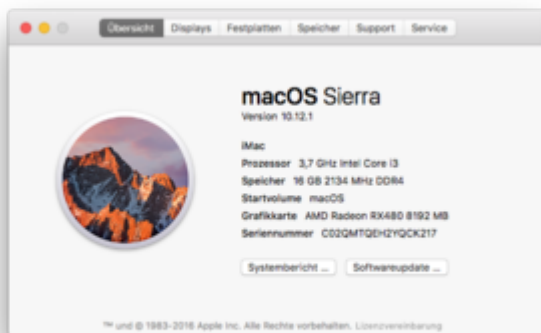 Übersicht Displays Festplatten Speicher Support Service
macOS Sierra
Version 10.12.1
iMac
Prozessor 3,7 GHz Intel Core i3
Speicher 16 GB 2134 MHz DDR4
Startvolume macOS
Grafikkarte AMD Radeon RX480 8192 MB
Seriennummer C02QMTQEH2YQCK217
Systembericht ... Softwareupdate ...
™ und © 1983-2016 Apple Inc. Alle Rechte vorbehalten. Lizenzvereinbarung